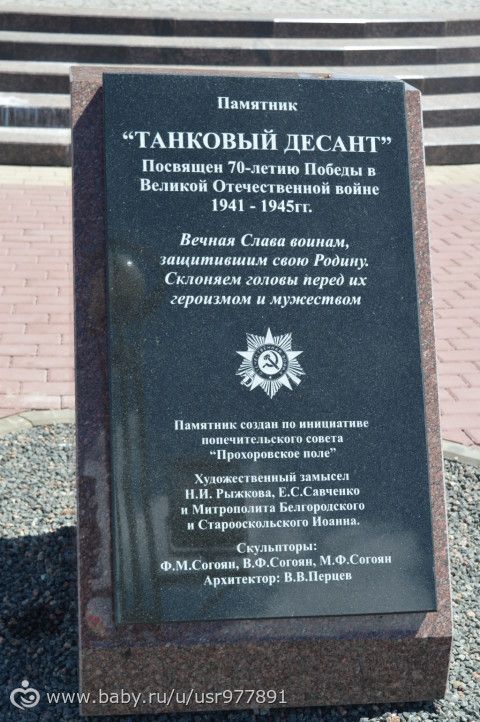 Памятник
“ТАНКОВЫЙ ДЕСАНТ”
Посвящен 70-летию Победы в
Великой Отечественной войне
1941 - 1945гг.
Вечная Слава воинам,
защитившим свою Родину.
Склоняем головы перед их
героизмом и мужеством
Памятник создан по инициативе
попечительского совета
“Прохоровское поле”
Художественный замысел
Н.И. Рыжкова, Е.С.Савченко
и Митрополита Белгородского
и Старооскольского Иоанна.
Скульпторы:
Ф.М.Согоян, В.Ф.Согоян, М.Ф.Согоян
Архитектор: В.В.Перцев
www.baby.ru/u/usr977891